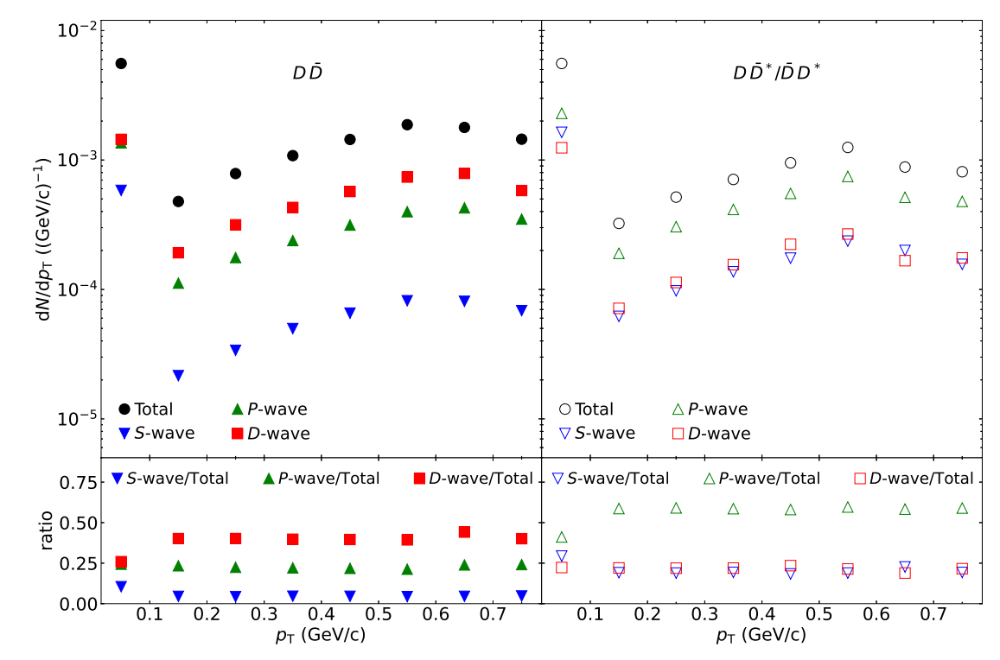 10⁻²
10⁻³
10⁻⁴
10⁻⁵
dN/dp_T ((GeV/c)⁻¹)
D D̄
Total
P-wave
S-wave
D-wave
D D̄*/D̄ D*
Total
P-wave
S-wave
D-wave
0.75
0.50
0.25
0.00
ratio
S-wave/Total P-wave/Total D-wave/Total
0.1 0.2 0.3 0.4 0.5 0.6 0.7
p_T (GeV/c)
S-wave/Total P-wave/Total D-wave/Total
0.1 0.2 0.3 0.4 0.5 0.6 0.7
p_T (GeV/c)